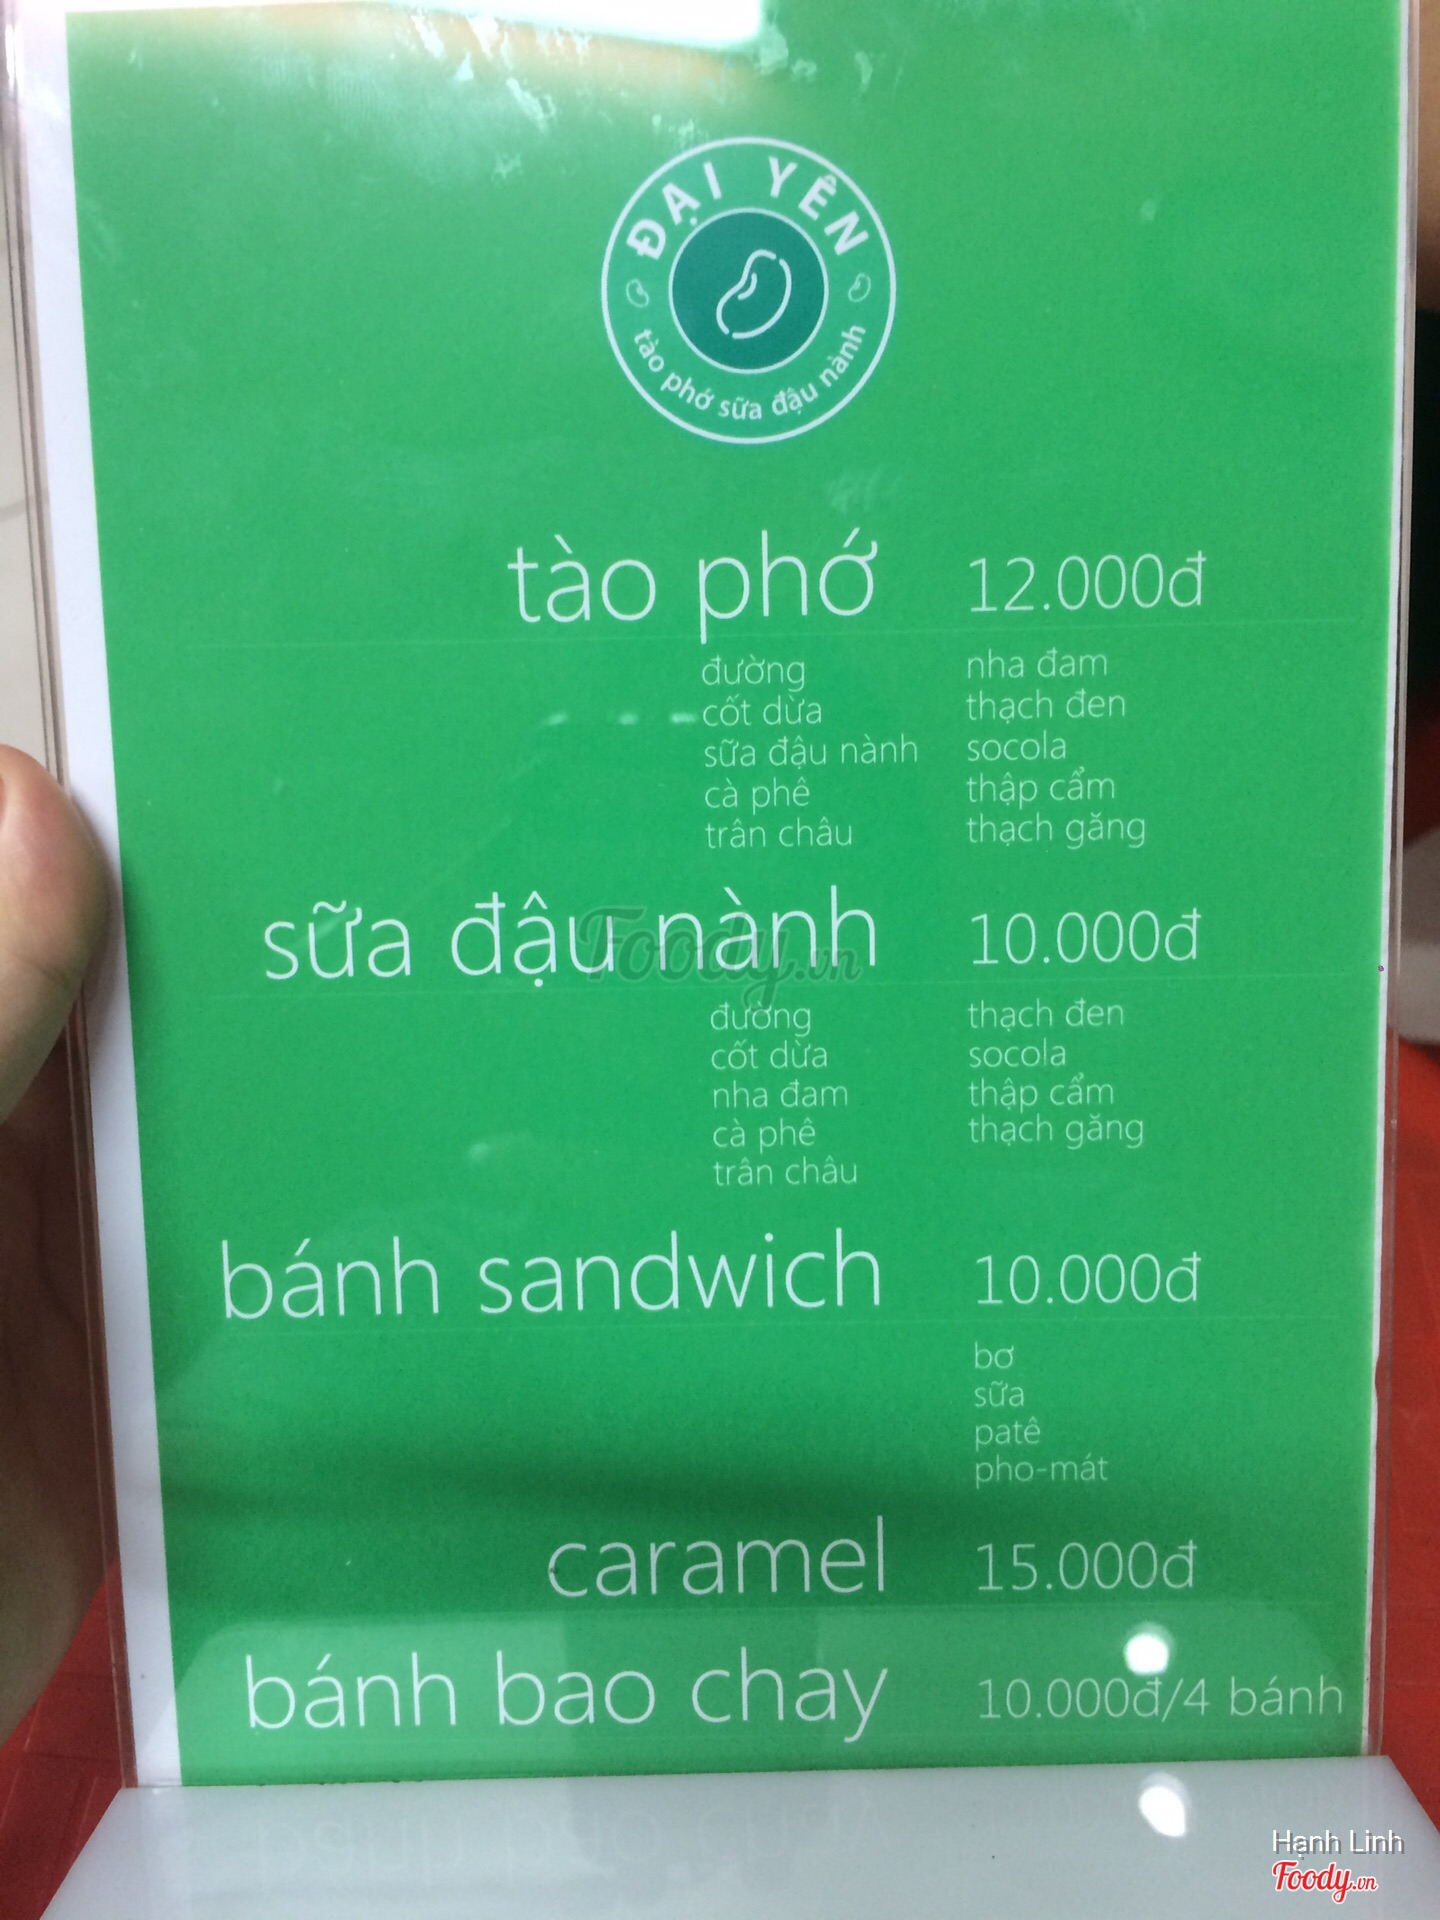 ĐẠI YÊN
tào phớ sữa đậu nành
tào phớ 12.000đ
đường nha đam
cốt dừa thạch đen
sữa đậu nành socola
cà phê thập cẩm
trân châu thạch găng
sữa đậu nành 10.000đ
Foody.vn
đường thạch đen
cốt dừa socola
nha đam thập cẩm
cà phê thạch găng
trân châu
bánh sandwich 10.000đ
bơ
sữa
patê
pho-mát
caramel 15.000đ
bánh bao chay 10.000đ/4 bánh
Hạnh Linh
Foody.vn